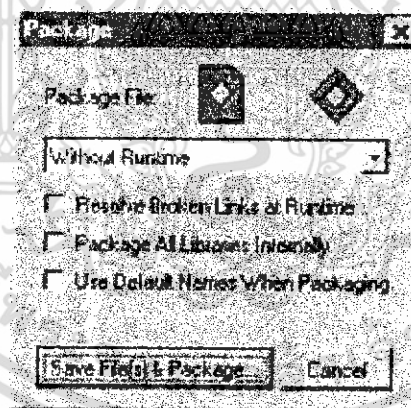 Package
Package File:
Without Runtime
Resolve Broken Links at Runtime
Package All Libraries Internally
Use Default Names When Packaging
Save File(s) & Package...
Cancel